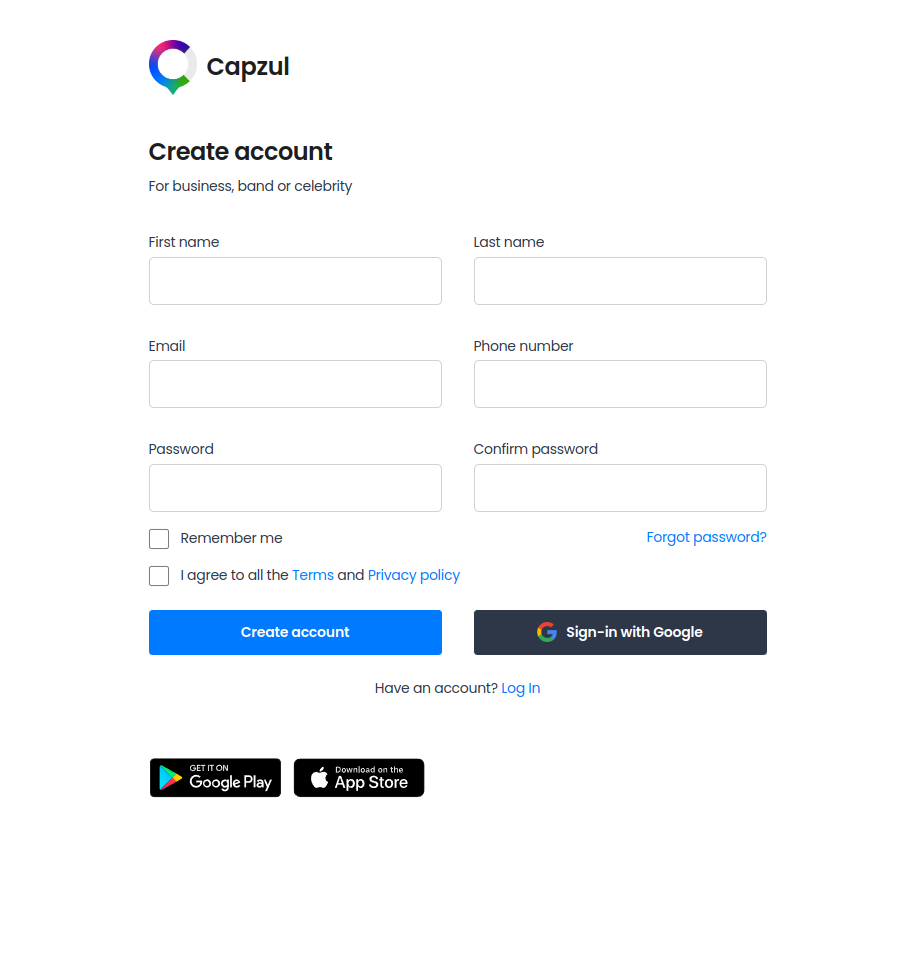 Capzul
Create account
For business, band or celebrity
First name
Last name
Email
Phone number
Password
Confirm password
Remember me
Forgot password?
I agree to all the Terms and Privacy policy
Create account
Sign-in with Google
Have an account? Log In
GET IT ON
Google Play
Download on the
App Store